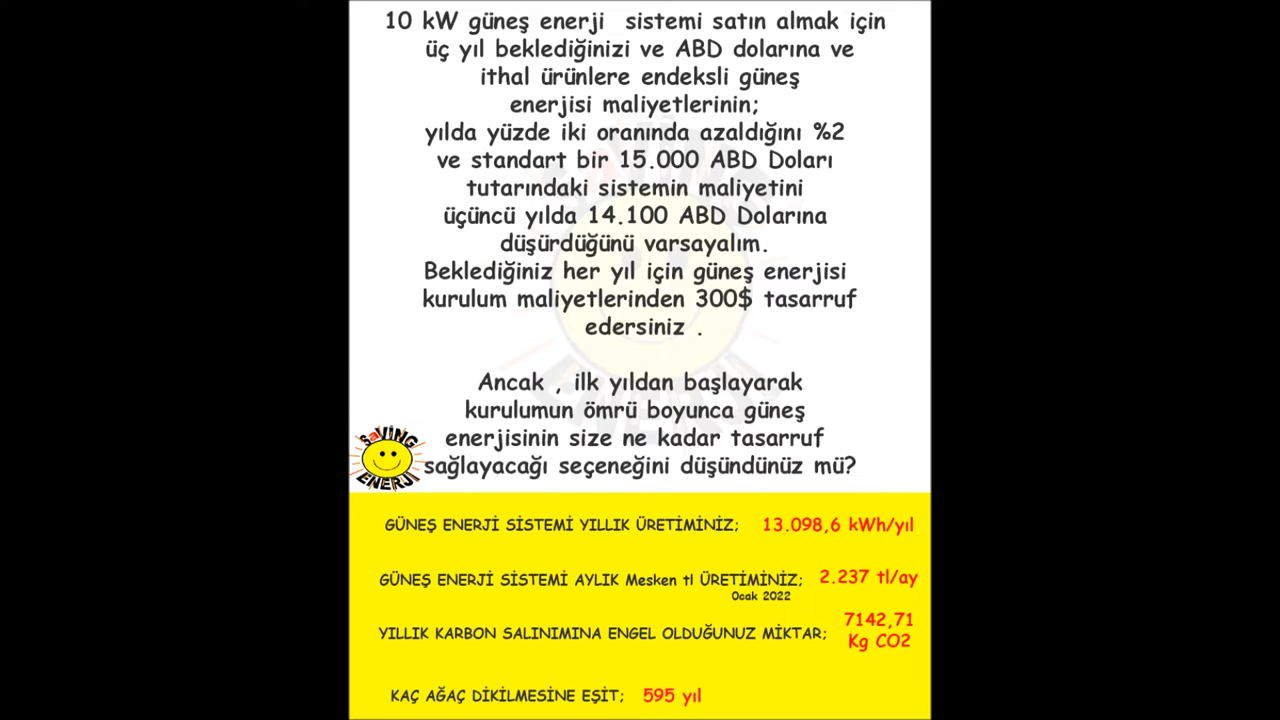 10 kW güneş enerji sistemi satın almak için
üç yıl beklediğinizi ve ABD dolarına ve
ithal ürünlere endeksli güneş
enerjisi maliyetlerinin;
yılda yüzde iki oranında azaldığını %2
ve standart bir 15.000 ABD Doları
tutarındaki sistemin maliyetini
üçüncü yılda 14.100 ABD Dolarına
düşürdüğünü varsayalım.
Beklediğiniz her yıl için güneş enerjisi
kurulum maliyetlerinden 300$ tasarruf
edersiniz .
Ancak , ilk yıldan başlayarak
kurulumun ömrü boyunca güneş
enerjisinin size ne kadar tasarruf
sağlayacağı seçeneğini düşündünüz mü?
SaVİNG
ENERJİ
GÜNEŞ ENERJİ SİSTEMİ YILLIK ÜRETİMİNİZ; 13.098,6 kWh/yıl
GÜNEŞ ENERJİ SİSTEMİ AYLIK Mesken tl ÜRETİMİNİZ; 2.237 tl/ay
Ocak 2022
YILLIK KARBON SALINIMINA ENGEL OLDUĞUNUZ MİKTAR; 7142,71
Kg CO2
KAÇ AĞAÇ DİKİLMESİNE EŞİT; 595 yıl